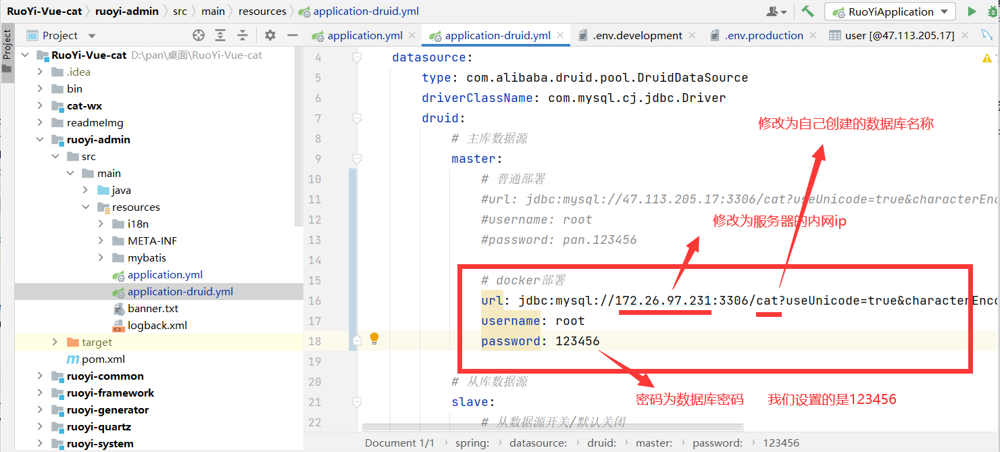 RuoYi-Vue-cat ruoyi-admin src main resources application-druid.yml RuoYiApplication
Project
Project application.yml application-druid.yml .env.development .env.production user [@47.113.205.17]
RuoYi-Vue-cat D:\pan\桌面\RuoYi-Vue-cat
.idea
bin
cat-wx
readmeImg
ruoyi-admin
src
main
java
resources
i18n
META-INF
mybatis
application.yml
application-druid.yml
banner.txt
logback.xml
target
pom.xml
ruoyi-common
ruoyi-framework
ruoyi-generator
ruoyi-quartz
ruoyi-system
4 datasource:
5 type: com.alibaba.druid.pool.DruidDataSource
6 driverClassName: com.mysql.cj.jdbc.Driver
7 druid:
修改为自己创建的数据库名称
8 # 主库数据源
9 master:
10 # 普通部署
11 #url: jdbc:mysql://47.113.205.17:3306/cat?useUnicode=true&characterEnc
12 #username: root
修改为服务器的内网ip
13 #password: pan.123456
14
15 # docker部署
16 url: jdbc:mysql://172.26.97.231:3306/cat?useUnicode=true&characterEnc
17 username: root
18 password: 123456
19
20 # 从库数据源
密码为数据库密码 我们设置的是123456
21 slave:
22 # 从数据源开关/默认关闭
Document 1/1 spring: datasource: druid: master: password: 123456